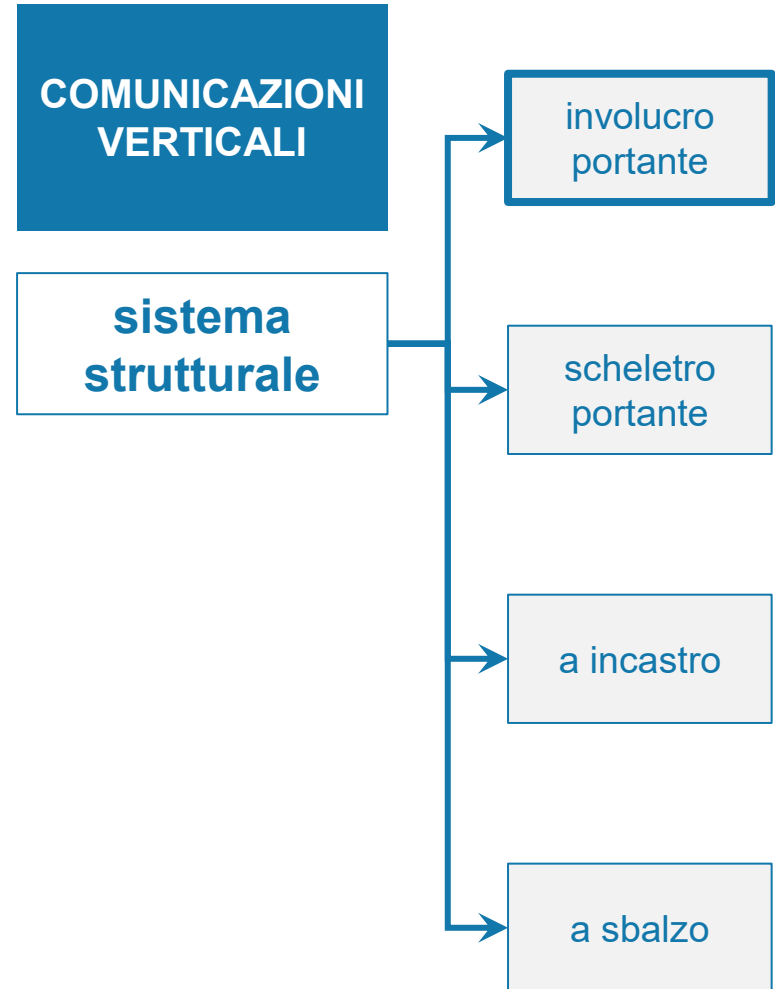 COMUNICAZIONI
VERTICALI
sistema
strutturale
involucro
portante
scheletro
portante
a incastro
a sbalzo